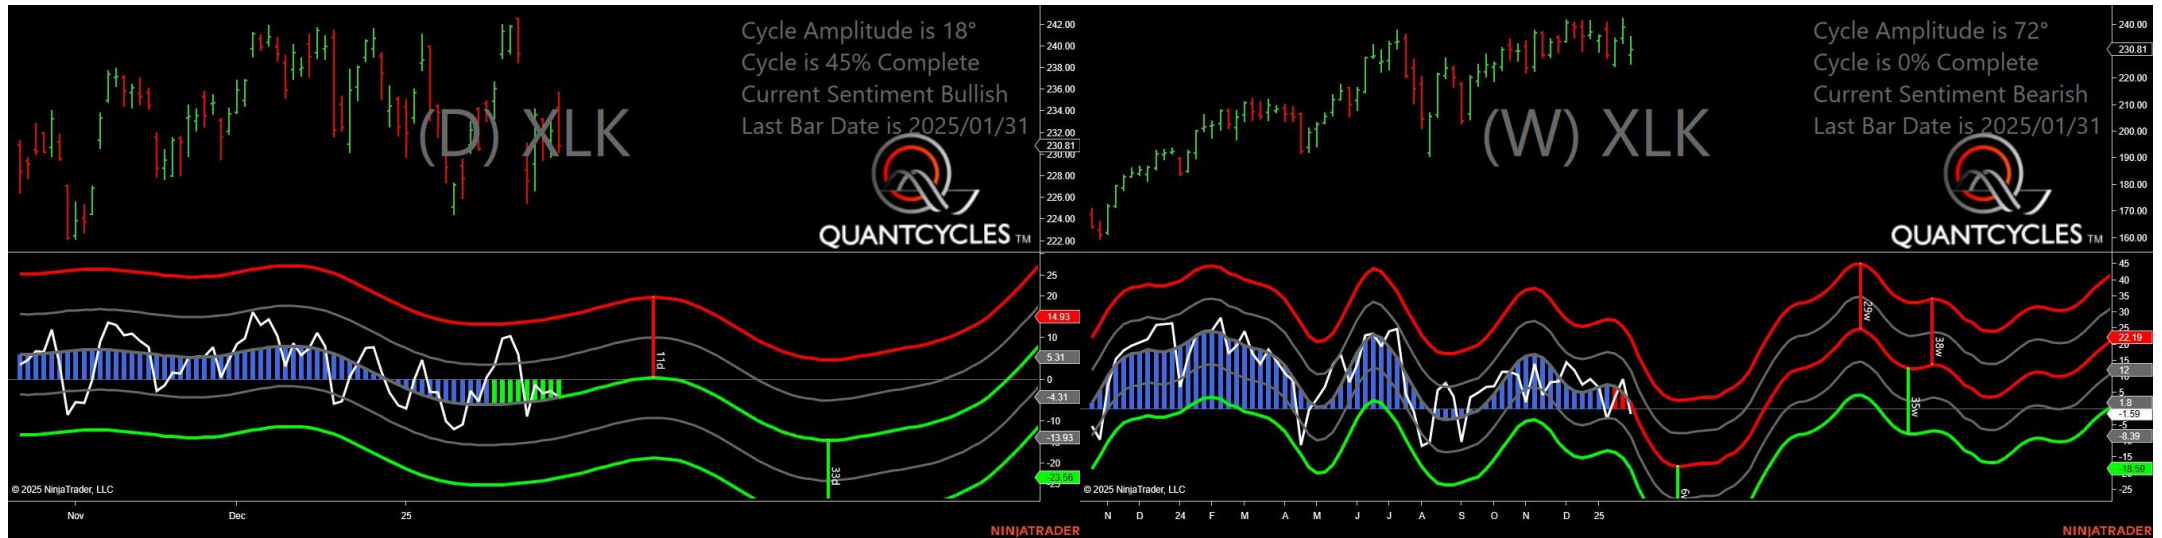 Cycle Amplitude is 18°
Cycle is 45% Complete
Current Sentiment Bullish
Last Bar Date is 2025/01/31
(D) XLK
QUANTCYCLES TM
242.00
240.00
238.00
236.00
234.00
232.00
230.81
230.00
228.00
226.00
224.00
222.00
25
20
14.93
10
5.31
0
-4.31
-10
-13.93
-20
-23.56
11d
33d
© 2025 NinjaTrader, LLC
Nov Dec 25
NINJATRADER
Cycle Amplitude is 72°
Cycle is 0% Complete
Current Sentiment Bearish
Last Bar Date is 2025/01/31
(W) XLK
QUANTCYCLES TM
240.00
230.81
220.00
210.00
200.00
190.00
180.00
170.00
160.00
45
40
35
30
25
22.19
15
12
5
1.8
-1.59
-8.39
-15
-18.59
-25
29w
38w
35w
© 2025 NinjaTrader, LLC
N D 24 F M A M J J A S O N D 25
NINJATRADER